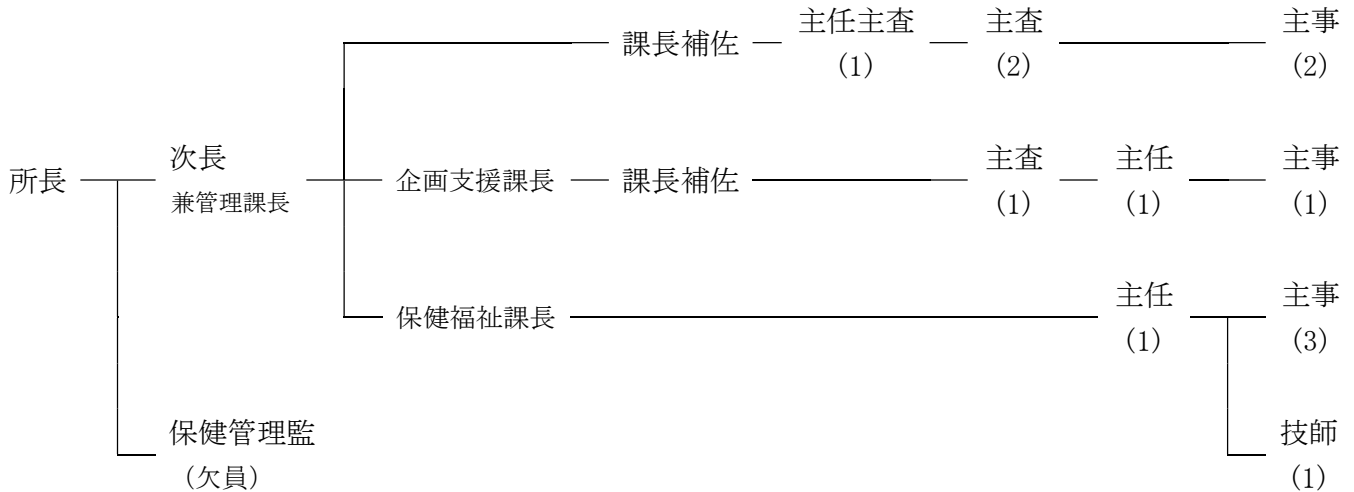 課長補佐 主任主査 主査 主事
(1) (2) (2)
所長 次長 企画支援課長 課長補佐 主査 主任 主事
兼管理課長 (1) (1) (1)
保健福祉課長 主任 主事
(1) (3)
保健管理監 技師
(欠員) (1)